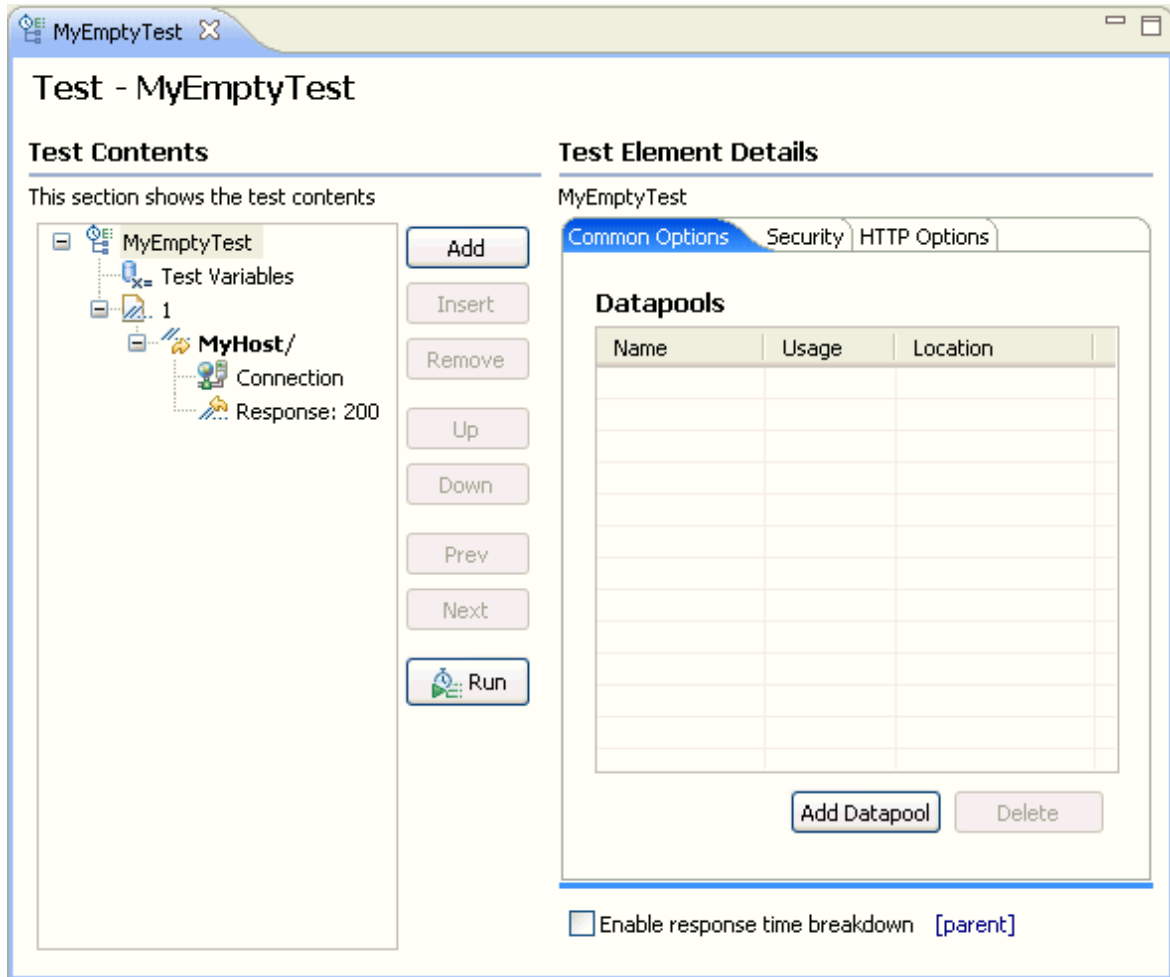 MyEmptyTest
Test - MyEmptyTest
Test Contents
This section shows the test contents
MyEmptyTest
Test Variables
1
MyHost/
Connection
Response: 200
Add
Insert
Remove
Up
Down
Prev
Next
Run
Test Element Details
MyEmptyTest
Common Options Security HTTP Options
Datapools
Name Usage Location
Add Datapool Delete
Enable response time breakdown [parent]